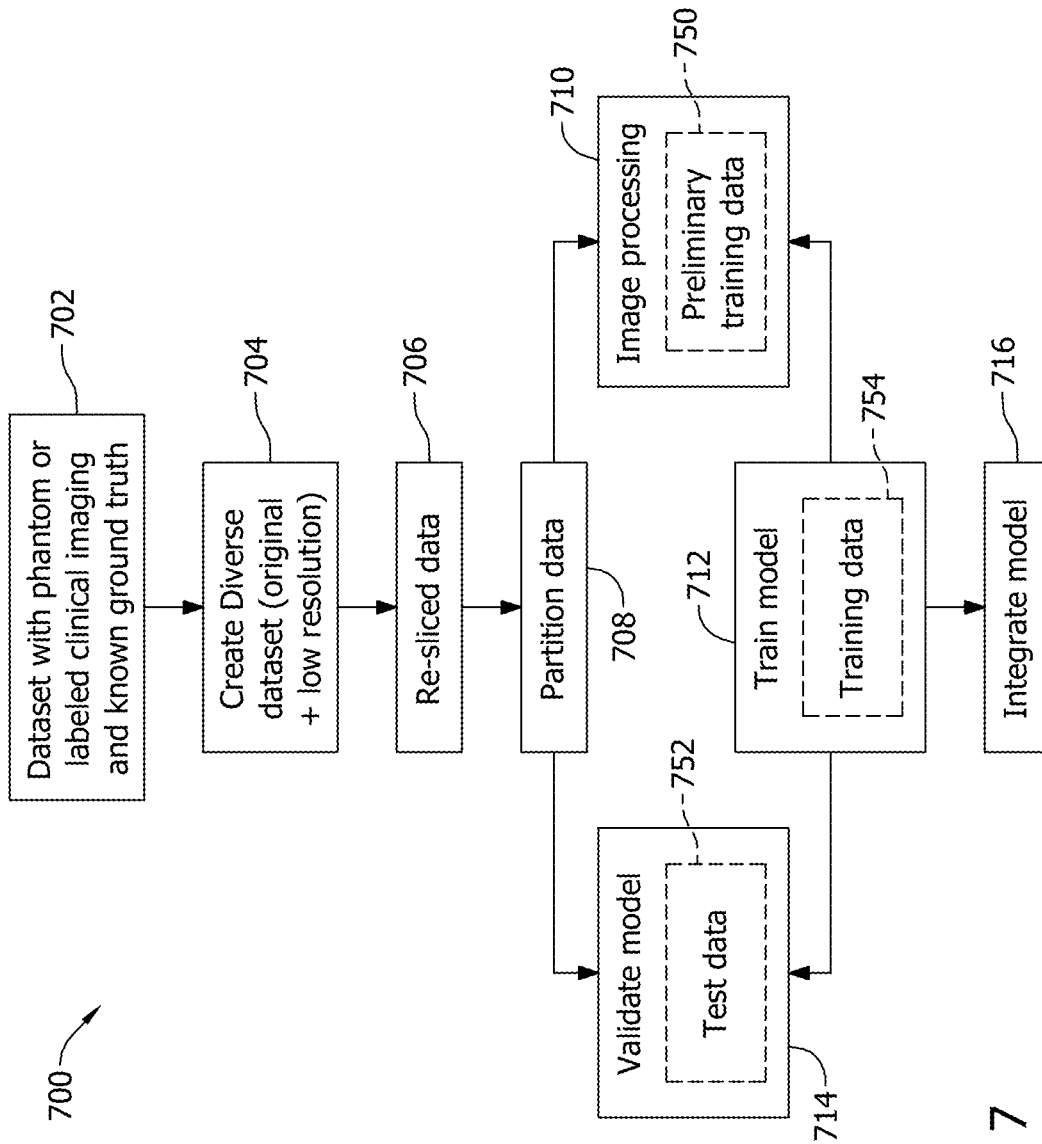 700
Dataset with phantom or
labeled clinical imaging
and known ground truth
702
Create Diverse
dataset (original
+ low resolution)
704
Re-sliced data
706
Partition data
708
Validate model
Test data
752
714
Image processing
710
Preliminary
training data
750
712
Train model
Training data
754
Integrate model
716
7